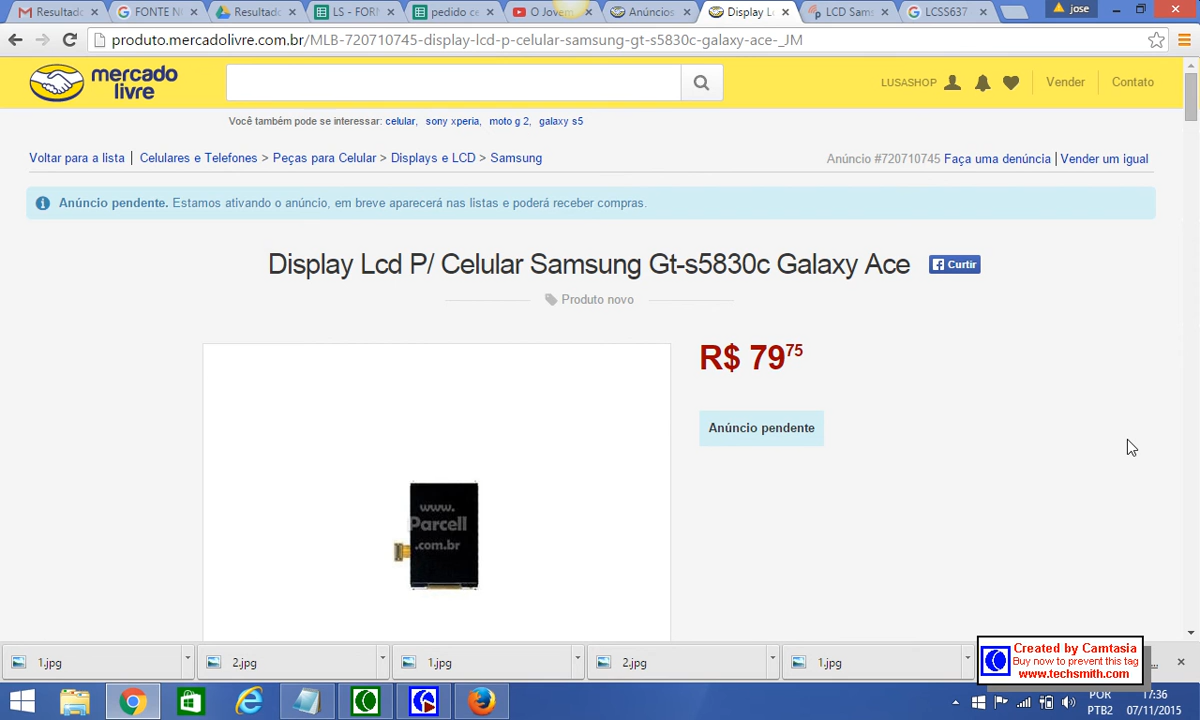 Resultado
FONTE NO
Resultado
LS - FORM
pedido ce
O Jovem
Anúncios
Display Lc
LCD Sams
LCSS637
jose
produto.mercadolivre.com.br/MLB-720710745-display-lcd-p-celular-samsung-gt-s5830c-galaxy-ace-_JM
mercado
livre
LUSASHOP
Vender
Contato
Você também pode se interessar: celular, sony xperia, moto g 2, galaxy s5
Voltar para a lista | Celulares e Telefones > Peças para Celular > Displays e LCD > Samsung
Anúncio #720710745 Faça uma denúncia | Vender um igual
Anúncio pendente. Estamos ativando o anúncio, em breve aparecerá nas listas e poderá receber compras.
Display Lcd P/ Celular Samsung Gt-s5830c Galaxy Ace
Curtir
Produto novo
R$ 79 75
Anúncio pendente
www.
Parcell
.com.br
1.jpg
2.jpg
1.jpg
2.jpg
1.jpg
Created by Camtasia
Buy now to prevent this tag
www.techsmith.com
POR
PTB2
17:36
07/11/2015